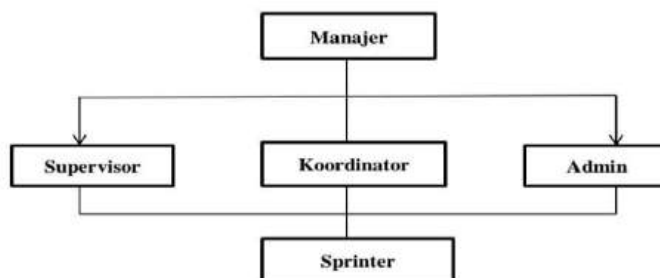 Manajer
Supervisor
Koordinator
Admin
Sprinter